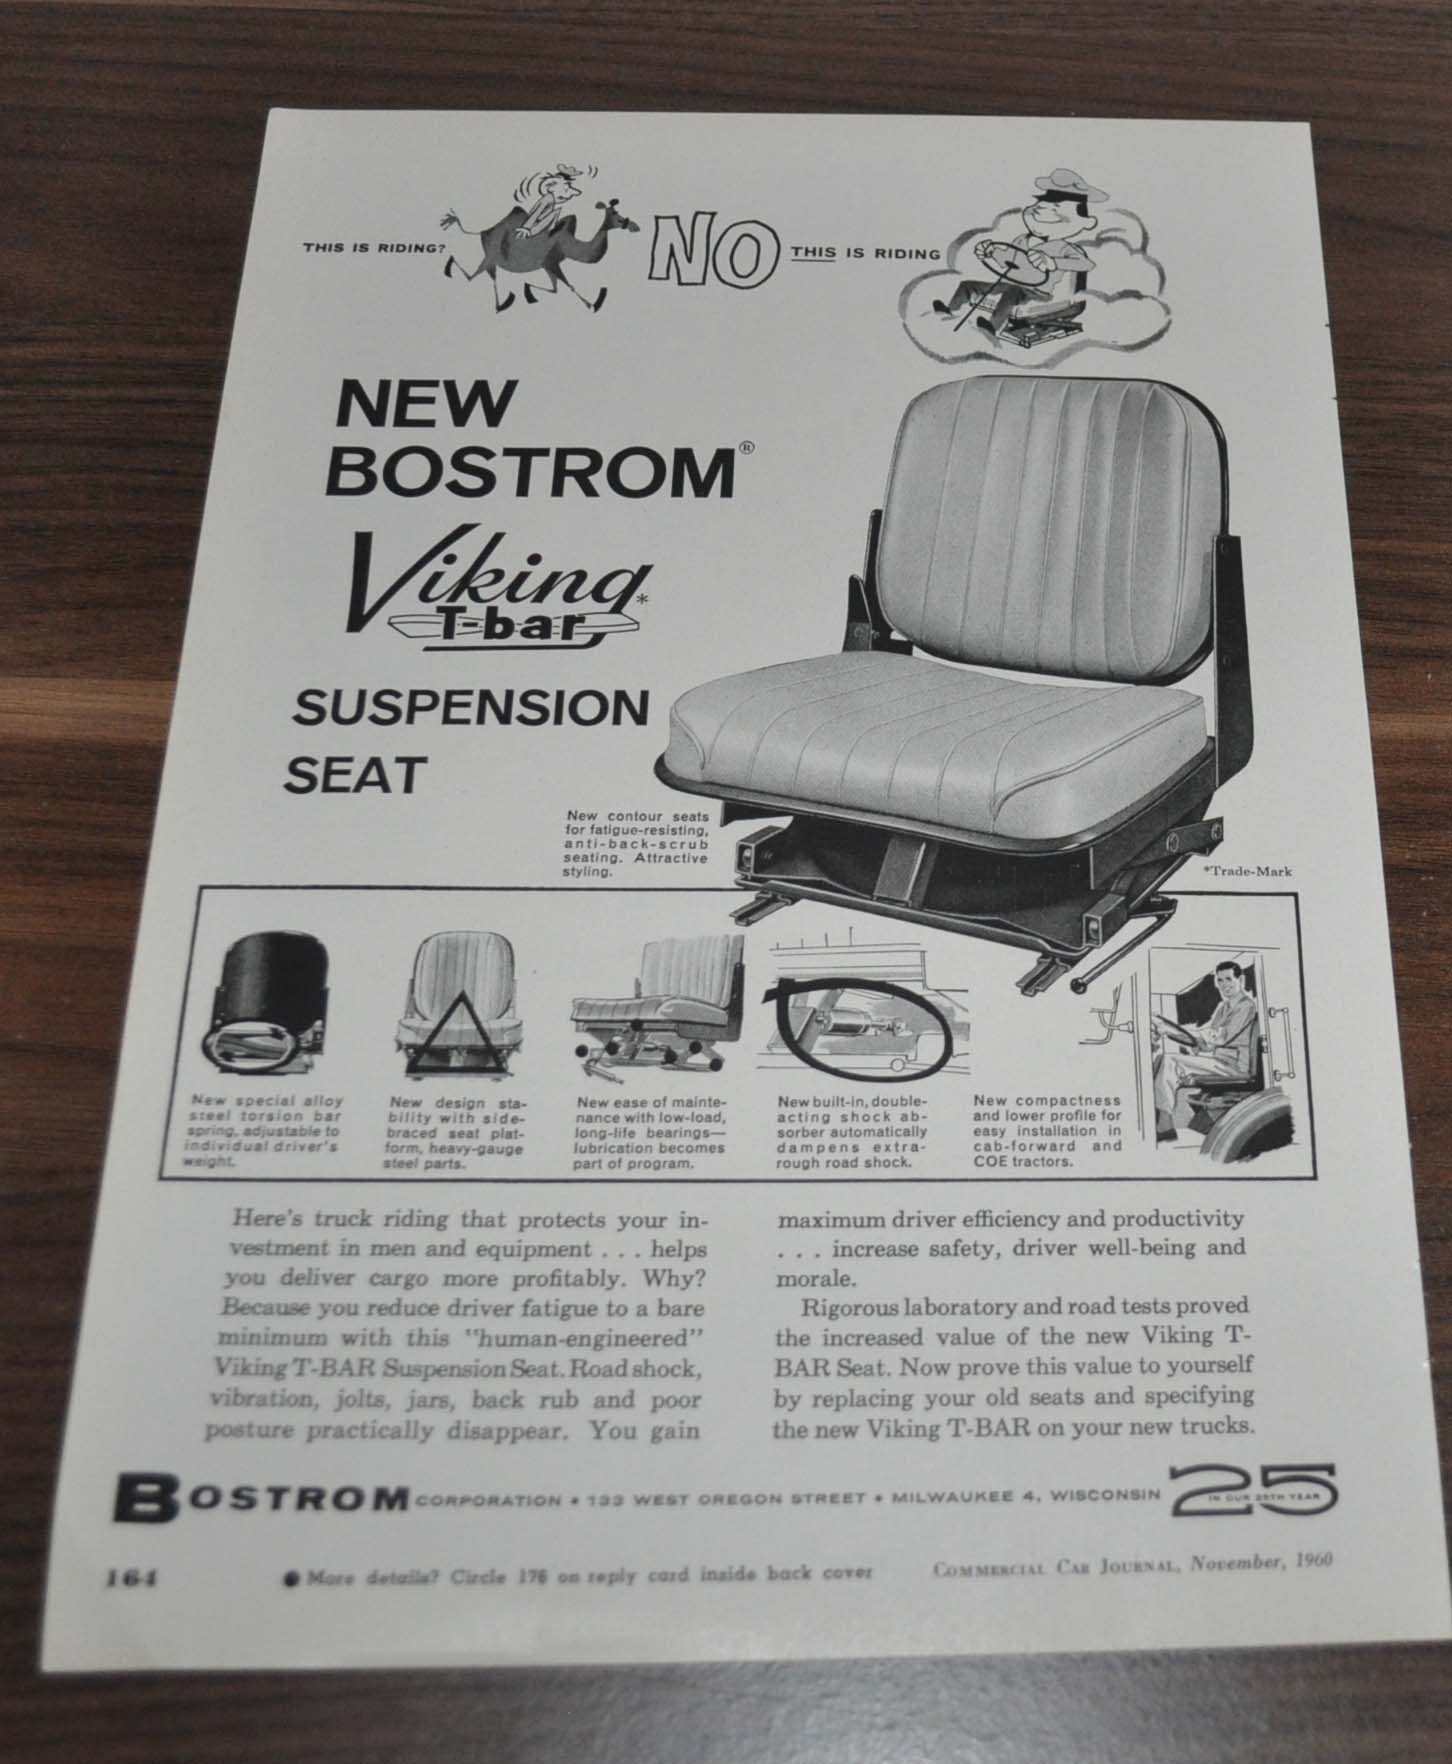 THIS IS RIDING?
NO
THIS IS RIDING
NEW
BOSTROM®
Viking*
T-bar
SUSPENSION
SEAT
New contour seats
for fatigue-resisting,
anti-back-scrub
seating. Attractive
styling.
*Trade-Mark
New special alloy
steel torsion bar
spring, adjustable to
individual driver's
weight.
New design sta-
bility with side-
braced seat plat-
form, heavy-gauge
steel parts.
New ease of mainte-
nance with low-load,
long-life bearings—
lubrication becomes
part of program.
New built-in, double-
acting shock ab-
sorber automatically
dampens extra-
rough road shock.
New compactness
and lower profile for
easy installation in
cab-forward and
COE tractors.
Here's truck riding that protects your in-
vestment in men and equipment . . . helps
you deliver cargo more profitably. Why?
Because you reduce driver fatigue to a bare
minimum with this "human-engineered"
Viking T-BAR Suspension Seat. Road shock,
vibration, jolts, jars, back rub and poor
posture practically disappear. You gain
maximum driver efficiency and productivity
. . . increase safety, driver well-being and
morale.
Rigorous laboratory and road tests proved
the increased value of the new Viking T-
BAR Seat. Now prove this value to yourself
by replacing your old seats and specifying
the new Viking T-BAR on your new trucks.
BOSTROM CORPORATION • 133 WEST OREGON STREET • MILWAUKEE 4, WISCONSIN
25
IN OUR 25TH YEAR
164
● More details? Circle 176 on reply card inside back cover
COMMERCIAL CAR JOURNAL, November, 1960